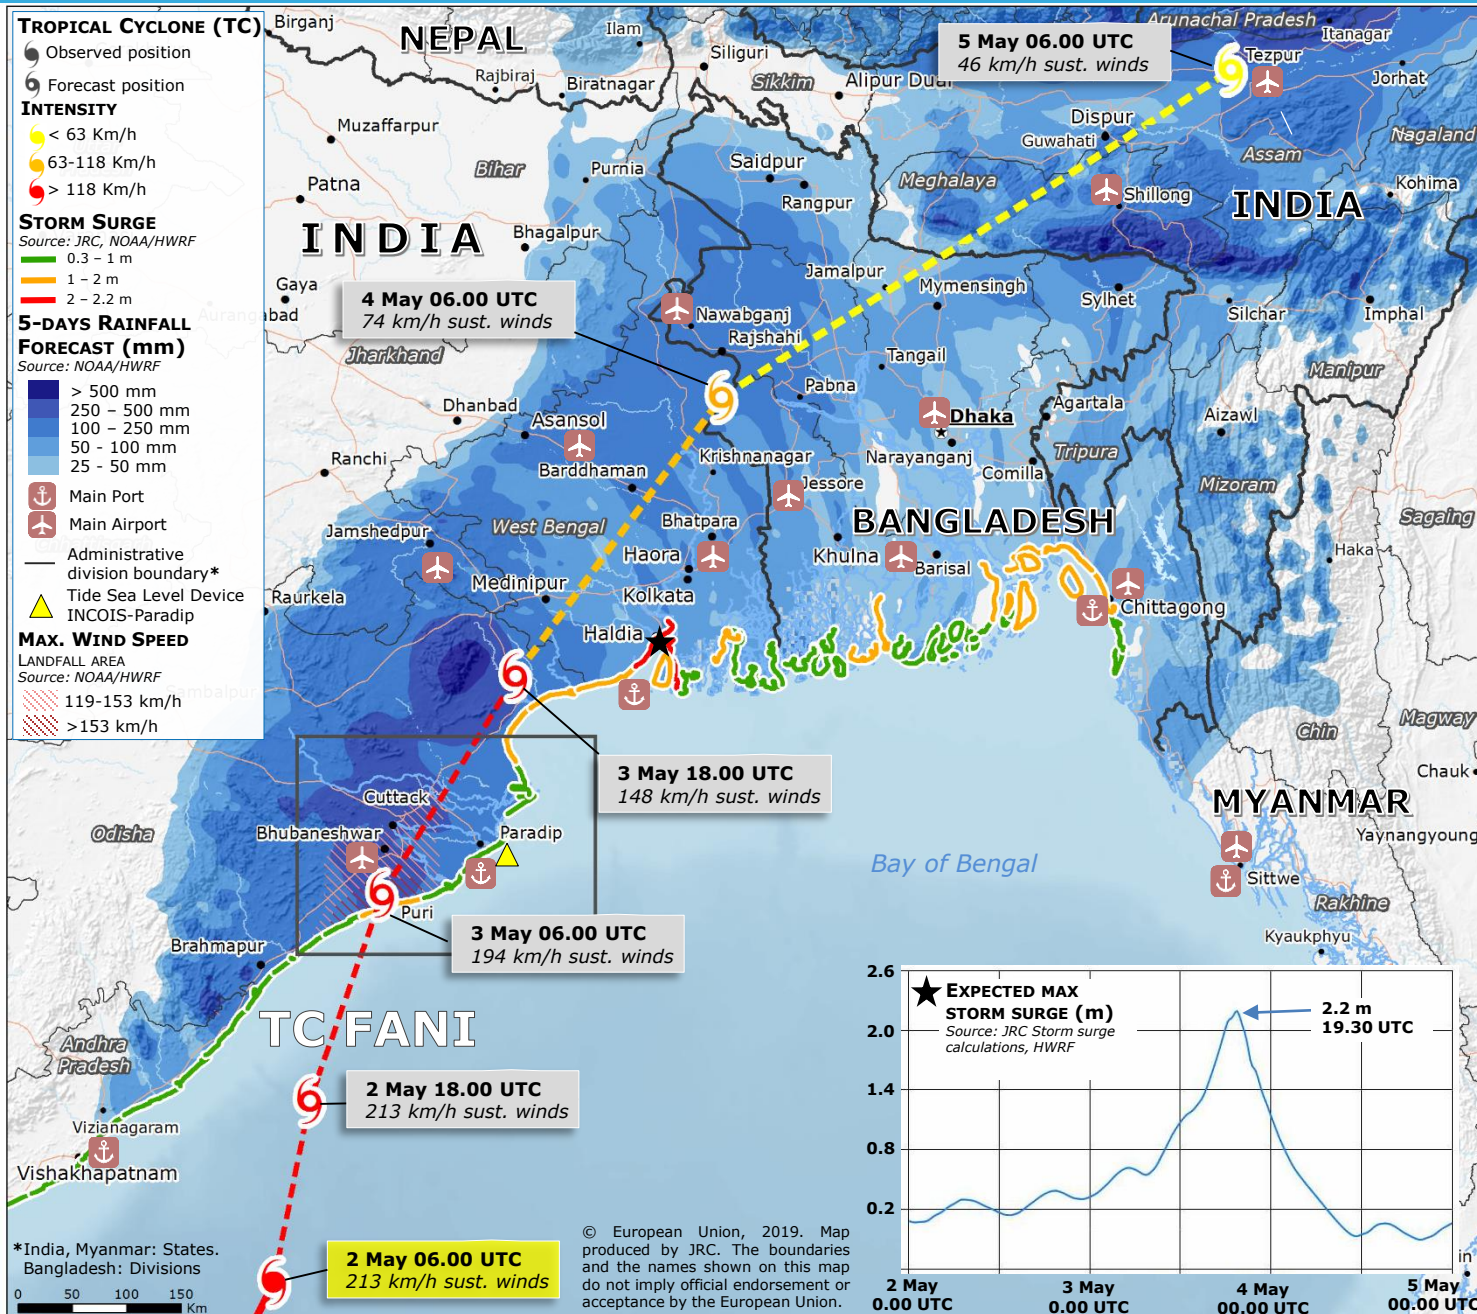 TROPICAL CYCLONE (TC)
Observed position
Forecast position
INTENSITY
< 63 Km/h
63-118 Km/h
> 118 Km/h
STORM SURGE
Source: JRC, NOAA/HWRF
0.3 – 1 m
1 – 2 m
2 – 2.2 m
5-DAYS RAINFALL
FORECAST (mm)
Source: NOAA/HWRF
> 500 mm
250 – 500 mm
100 – 250 mm
50 - 100 mm
25 - 50 mm
Main Port
Main Airport
Administrative
division boundary*
Tide Sea Level Device
INCOIS-Paradip
MAX. WIND SPEED
LANDFALL AREA
Source: NOAA/HWRF
119-153 km/h
>153 km/h
Birganj
NEPAL
Ilam
Siliguri
Sikkim
Rajbiraj
Biratnagar
Alipur Duar
5 May 06.00 UTC
46 km/h sust. winds
Arunachal Pradesh
Itanagar
Tezpur
Jorhat
Muzaffarpur
Dispur
Guwahati
Nagaland
Assam
Bihar
Purnia
Saidpur
Meghalaya
Patna
Rangpur
Shillong
Kohima
INDIA
INDIA
Bhagalpur
Jamalpur
Gaya
Aurangabad
Mymensingh
Sylhet
Silchar
Imphal
4 May 06.00 UTC
74 km/h sust. winds
Nawabganj
Rajshahi
Jharkhand
Tangail
Manipur
Pabna
Dhanbad
Asansol
Dhaka
Agartala
Aizawl
Ranchi
Barddhaman
Krishnanagar
Narayanganj
Comilla
Tripura
Jessore
Mizoram
Jamshedpur
West Bengal
Bhatpara
BANGLADESH
Sagaing
Haora
Khulna
Barisal
Haka
Medinipur
Kolkata
Raurkela
Chittagong
Haldia
Sambalpur
Chin
Magway
3 May 18.00 UTC
148 km/h sust. winds
Chauk
Cuttack
MYANMAR
Odisha
Bhubaneshwar
Paradip
Yaynangyoung
Bay of Bengal
Sittwe
Puri
Rakhine
Brahmapur
3 May 06.00 UTC
194 km/h sust. winds
Kyaukphyu
TC FANI
Andhra
Pradesh
2 May 18.00 UTC
213 km/h sust. winds
Vizianagaram
Vishakhapatnam
2 May 06.00 UTC
213 km/h sust. winds
*India, Myanmar: States.
Bangladesh: Divisions
0 50 100 150
Km
© European Union, 2019. Map
produced by JRC. The boundaries
and the names shown on this map
do not imply official endorsement or
acceptance by the European Union.
EXPECTED MAX
STORM SURGE (m)
Source: JRC Storm surge
calculations, HWRF
2.2 m
19.30 UTC
2.6
2.0
1.4
0.8
0.2
2 May
0.00 UTC
3 May
0.00 UTC
4 May
00.00 UTC
5 May
00.00 UTC
in